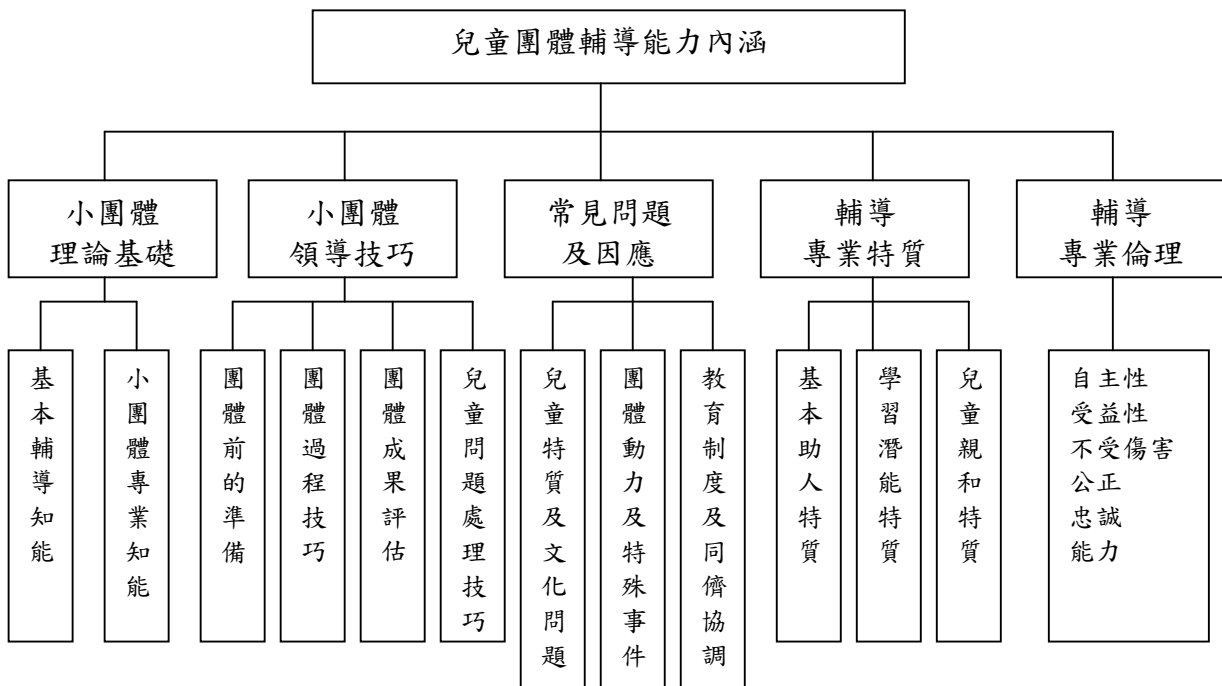 兒童團體輔導能力內涵
小團體
理論基礎
小團體
領導技巧
常見問題
及因應
輔導
專業特質
輔導
專業倫理
基本輔導知能
小團體專業知能
團體前的準備
團體過程技巧
團體成果評估
兒童問題處理技巧
兒童特質及文化問題
團體動力及特殊事件
教育制度及同儕協調
基本助人特質
學習潛能特質
兒童親和特質
自主性
受益性
不受傷害
公正
忠誠
能力